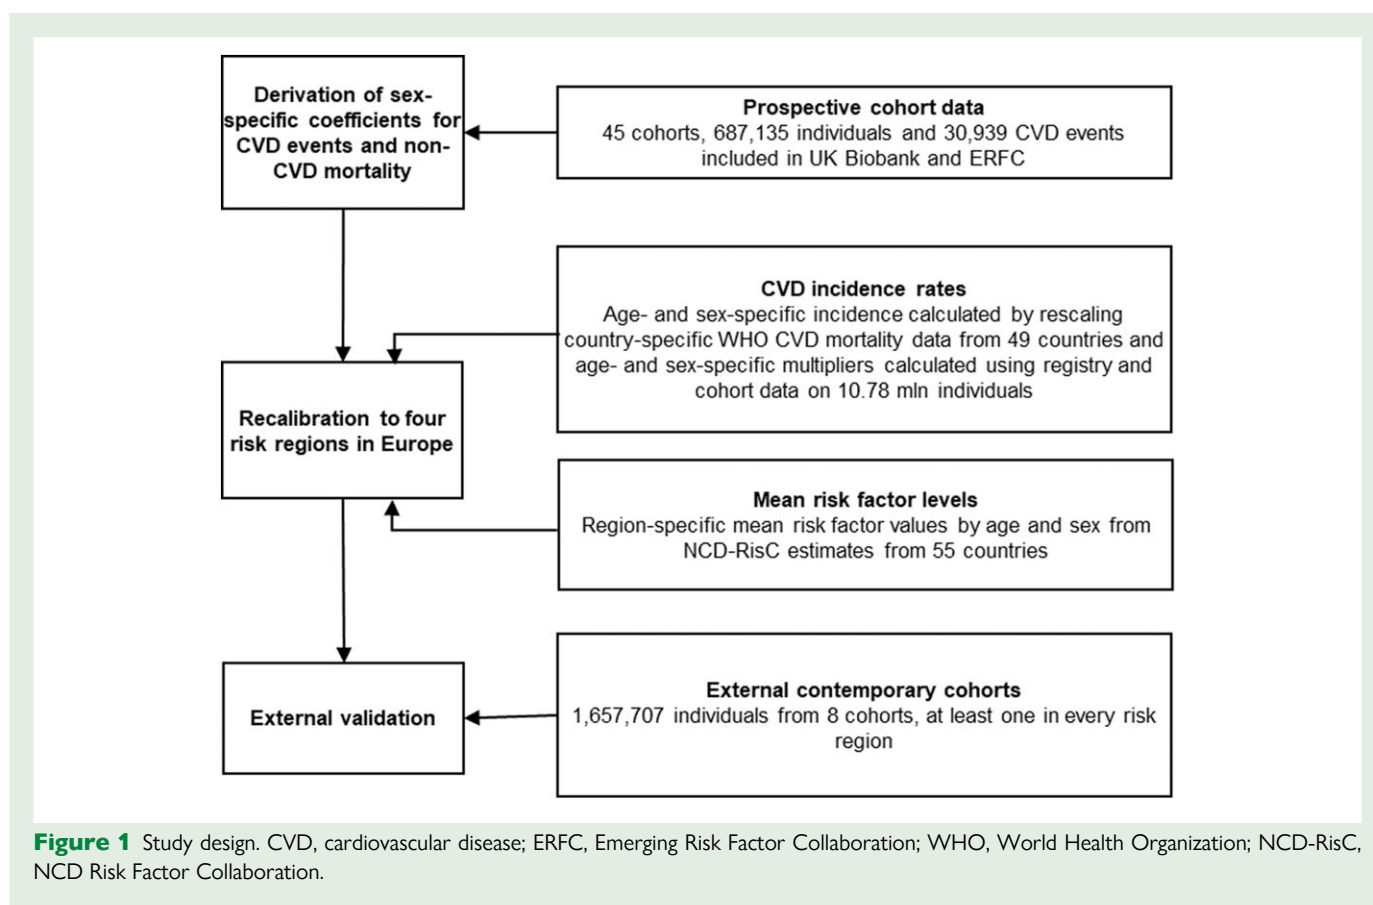 Derivation of sex-
specific coefficients for
CVD events and non-
CVD mortality
Prospective cohort data
45 cohorts, 687,135 individuals and 30,939 CVD events
included in UK Biobank and ERFC
CVD incidence rates
Age- and sex-specific incidence calculated by rescaling
country-specific WHO CVD mortality data from 49 countries and
age- and sex-specific multipliers calculated using registry and
cohort data on 10.78 mln individuals
Recalibration to four
risk regions in Europe
Mean risk factor levels
Region-specific mean risk factor values by age and sex from
NCD-RisC estimates from 55 countries
External validation
External contemporary cohorts
1,657,707 individuals from 8 cohorts, at least one in every risk
region
Figure 1 Study design. CVD, cardiovascular disease; ERFC, Emerging Risk Factor Collaboration; WHO, World Health Organization; NCD-RisC,
NCD Risk Factor Collaboration.